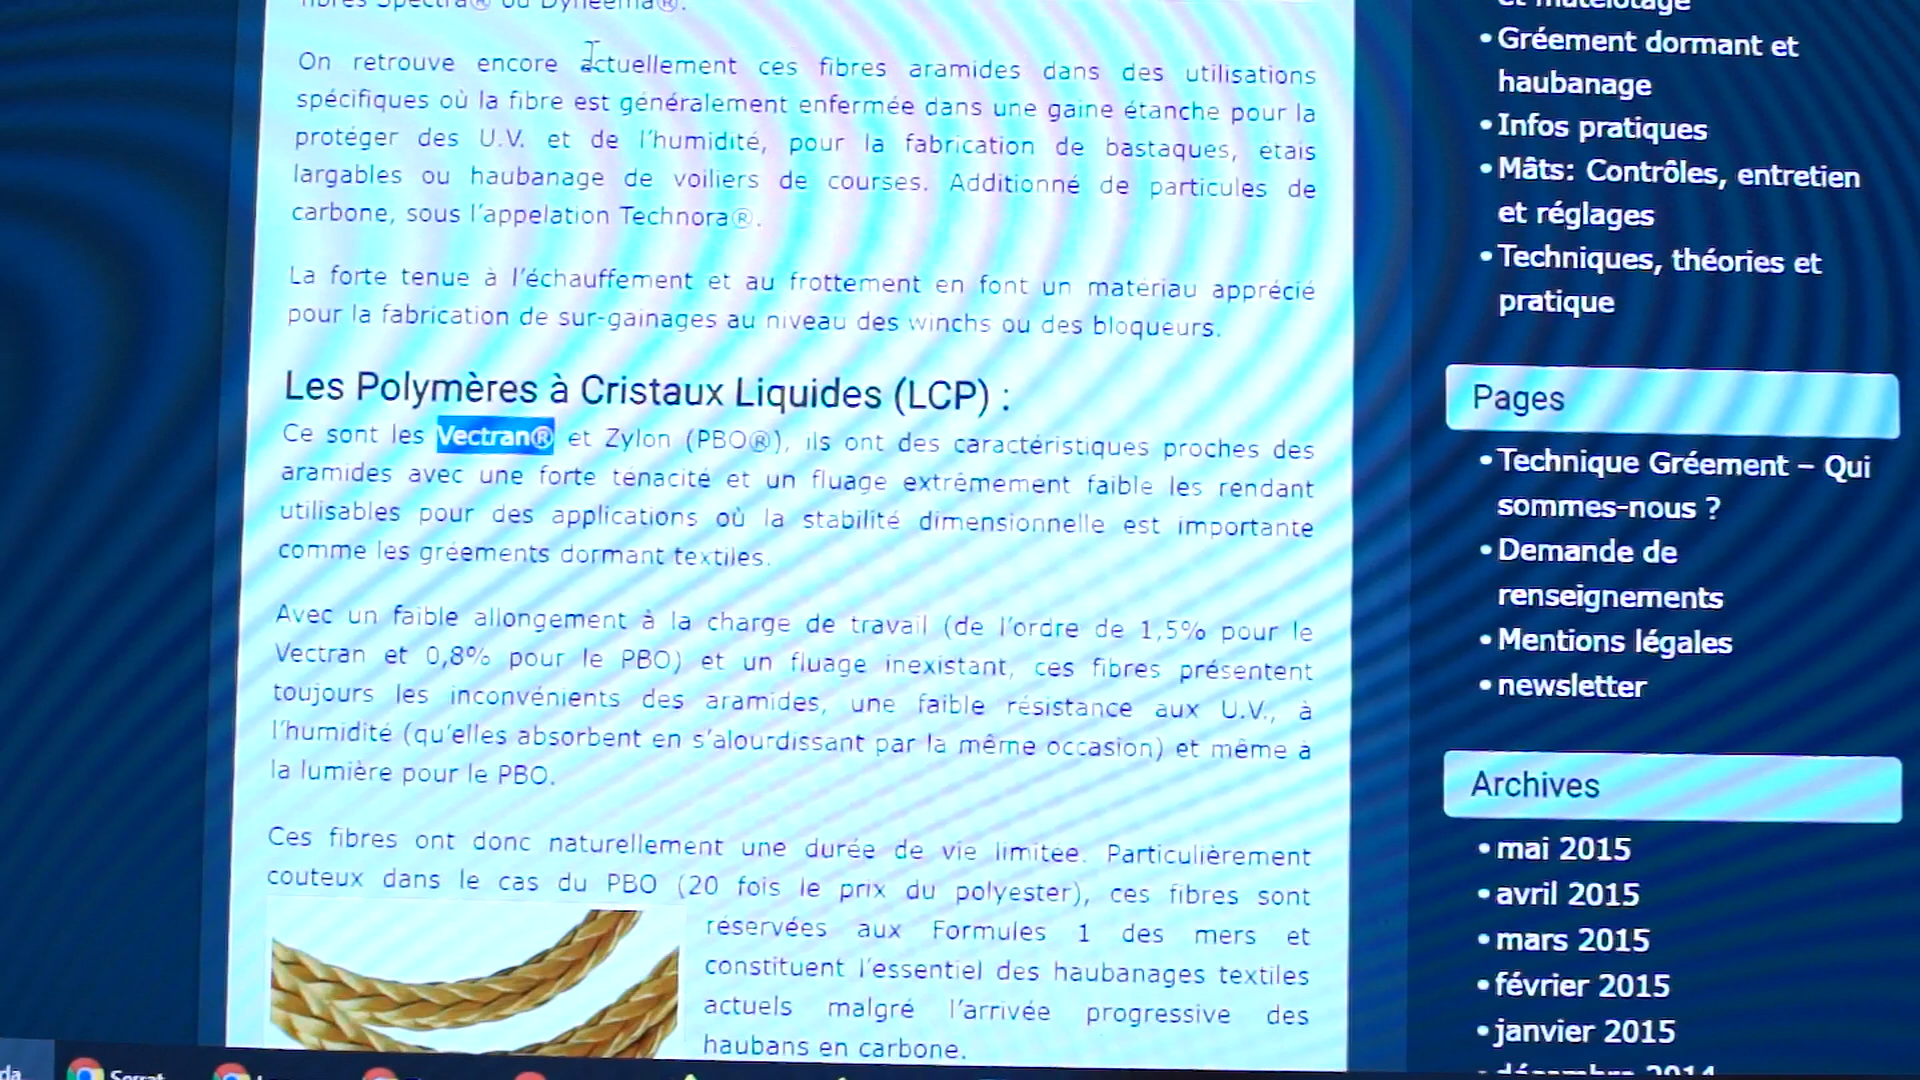 fibres Spectra® ou Dyneema®.
On retrouve encore actuellement ces fibres aramides dans des utilisations
spécifiques où la fibre est généralement enfermée dans une gaine étanche pour la
protéger des U.V. et de l'humidité, pour la fabrication de bastaques, étais
largables ou haubanage de voiliers de courses. Additionné de particules de
carbone, sous l'appelation Technora®.
La forte tenue à l'échauffement et au frottement en font un matériau apprécié
pour la fabrication de sur-gainages au niveau des winchs ou des bloqueurs.
Les Polymères à Cristaux Liquides (LCP) :
Ce sont les Vectran® et Zylon (PBO®), ils ont des caractéristiques proches des
aramides avec une forte ténacité et un fluage extrêmement faible les rendant
utilisables pour des applications où la stabilité dimensionnelle est importante
comme les gréements dormant textiles.
Avec un faible allongement à la charge de travail (de l'ordre de 1,5% pour le
Vectran et 0,8% pour le PBO) et un fluage inexistant, ces fibres présentent
toujours les inconvénients des aramides, une faible résistance aux U.V., à
l'humidité (qu'elles absorbent en s'alourdissant par la même occasion) et même à
la lumière pour le PBO.
Ces fibres ont donc naturellement une durée de vie limitée. Particulièrement
couteux dans le cas du PBO (20 fois le prix du polyester), ces fibres sont
réservées aux Formules 1 des mers et
constituent l'essentiel des haubanages textiles
actuels malgré l'arrivée progressive des
haubans en carbone.
et matelotage
•Gréement dormant et
haubanage
•Infos pratiques
•Mâts: Contrôles, entretien
et réglages
•Techniques, théories et
pratique
Pages
•Technique Gréement – Qui
sommes-nous ?
•Demande de
renseignements
•Mentions légales
•newsletter
Archives
•mai 2015
•avril 2015
•mars 2015
•février 2015
•janvier 2015
•décembre 2014